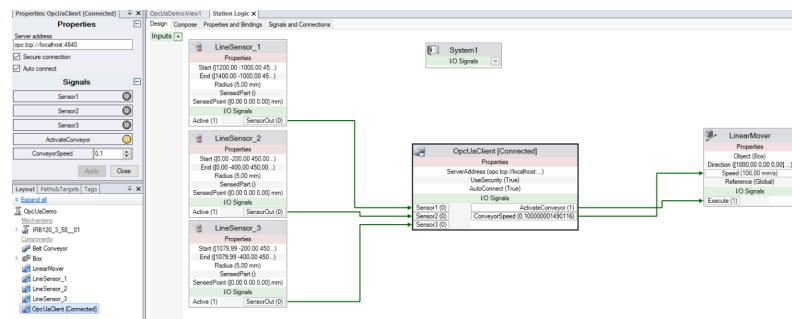 Properties: OpcUaClient [Connected]
Properties
Server address
opc.tcp://localhost:4840
Secure connection
Auto connect
Signals
Sensor1
0
Sensor2
0
Sensor3
0
ActivateConveyor
1
ConveyorSpeed
0.1
Apply
Close
Layout
Paths&Targets
Tags
Expand all
OpcUaDemo
Mechanisms
IRB120_3_58__01
Components
Belt Conveyor
Box
LinearMover
LineSensor_1
LineSensor_2
LineSensor_3
OpcUaClient [Connected]
OpcUaDemo:View1
Station Logic
Design
Compose
Properties and Bindings
Signals and Connections
Inputs
LineSensor_1
Properties
Start ([1200,00 -1000,00 45...)
End ([1400,00 -1000,00 45...)
Radius (5,00 mm)
SensedPart ()
SensedPoint ([0.00 0.00 0.00] mm)
I/O Signals
Active (1)
SensorOut (0)
LineSensor_2
Properties
Start ([0,00 -200,00 450,00...)
End ([0,00 -400,00 450,00...)
Radius (5,00 mm)
SensedPart ()
SensedPoint ([0.00 0.00 0.00] mm)
I/O Signals
Active (1)
SensorOut (0)
LineSensor_3
Properties
Start ([1079,99 -200,00 450...)
End ([1079,99 -400,00 450...)
Radius (5,00 mm)
SensedPart ()
SensedPoint ([0.00 0.00 0.00] mm)
I/O Signals
Active (1)
SensorOut (0)
System1
I/O Signals
OpcUaClient [Connected]
Properties
ServerAddress (opc.tcp://localhost:...)
UseSecurity (True)
AutoConnect (True)
I/O Signals
Sensor1 (0)
Sensor2 (0)
Sensor3 (0)
ActivateConveyor (1)
ConveyorSpeed (0.100000001490116)
LinearMover
Properties
Object (Box)
Direction ([1000,00 0,00 0,00] ...)
Speed (100,00 mm/s)
Reference (Global)
I/O Signals
Execute (1)